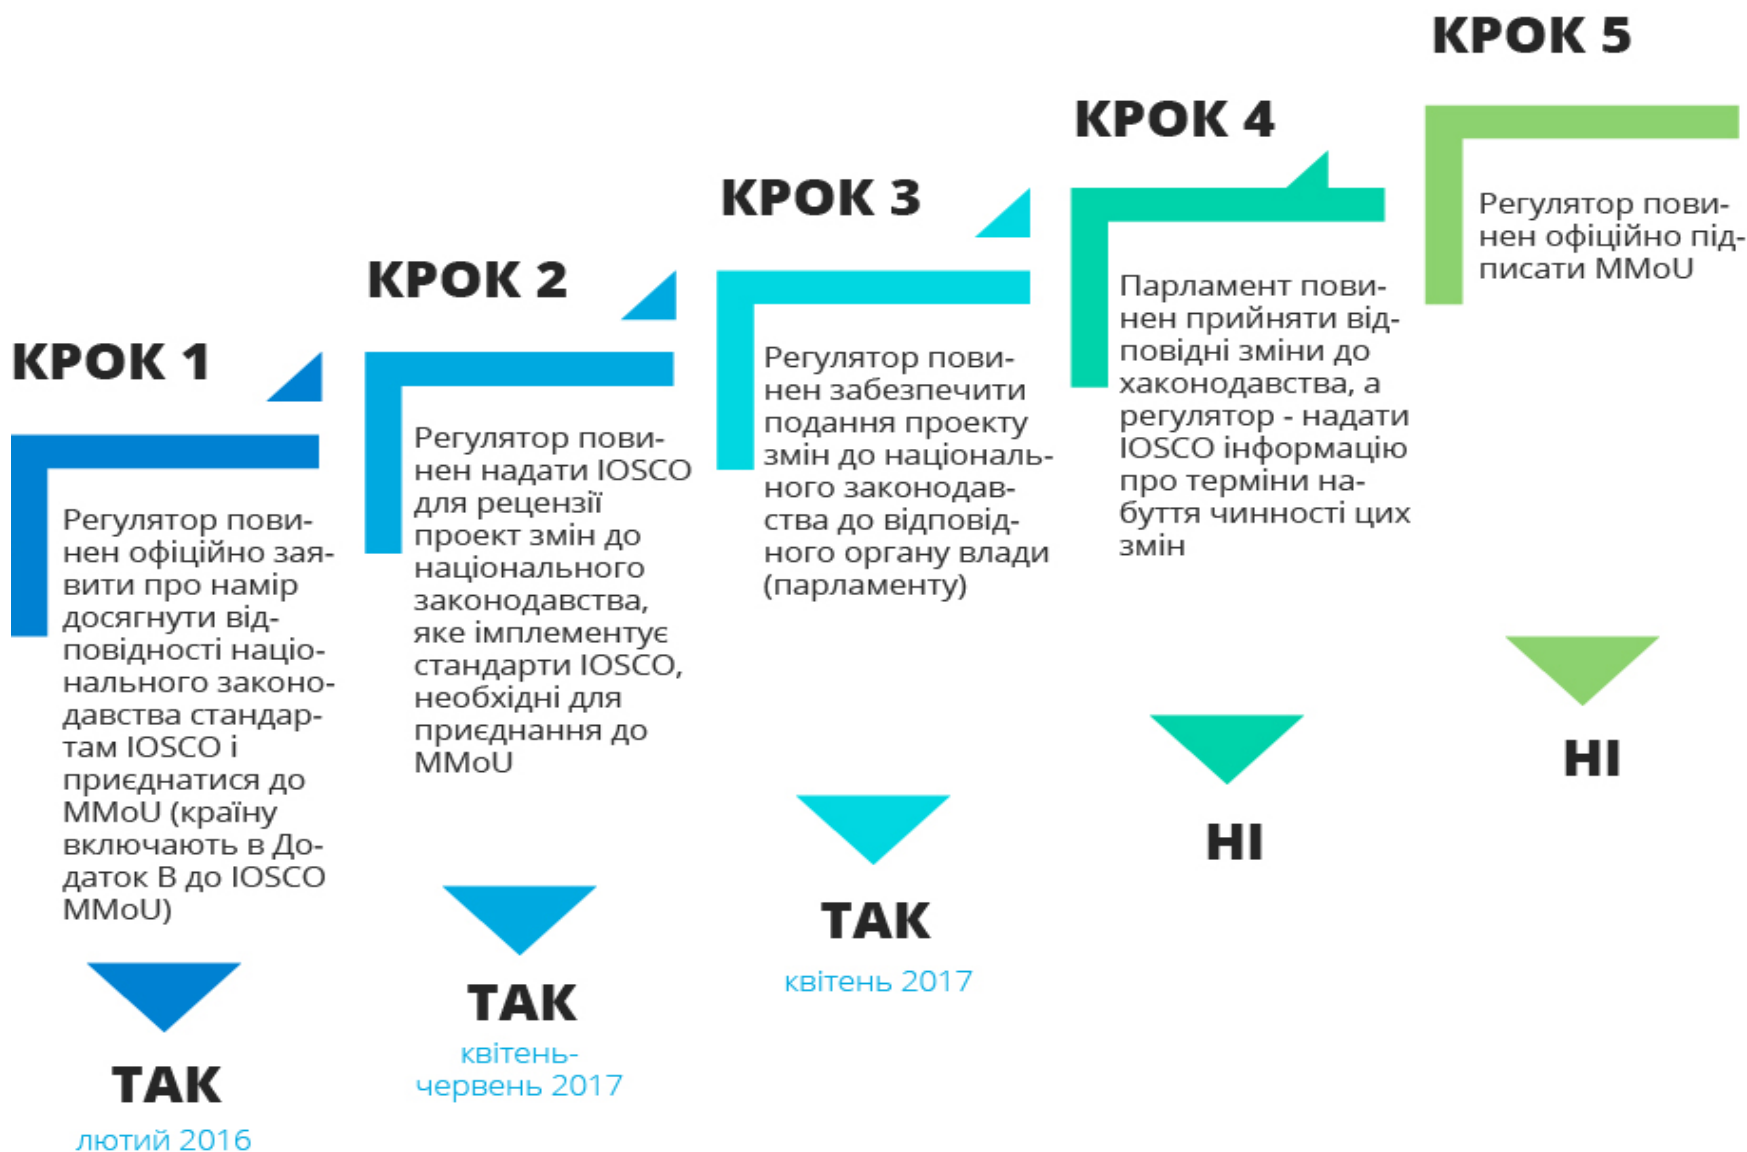 КРОК 1
Регулятор пови-
нен офіційно зая-
вити про намір
досягнути від-
повідності націо-
нального законо-
давства стандар-
там IOSCO і
приєднатися до
MMoU (країну
включають в До-
даток В до IOSCO
MMoU)
ТАК
лютий 2016
КРОК 2
Регулятор пови-
нен надати IOSCO
для рецензії
проект змін до
національного
законодавства,
яке імплементує
стандарти IOSCO,
необхідні для
приєднання до
MMoU
ТАК
квітень-
червень 2017
КРОК 3
Регулятор пови-
нен забезпечити
подання проекту
змін до національ-
ного законодав-
ства до відповід-
ного органу влади
(парламенту)
ТАК
квітень 2017
КРОК 4
Парламент пови-
нен прийняти від-
повідні зміни до
хаконодавства, а
регулятор - надати
IOSCO інформацію
про терміни на-
буття чинності цих
змін
НІ
КРОК 5
Регулятор пови-
нен офіційно під-
писати MMoU
НІ